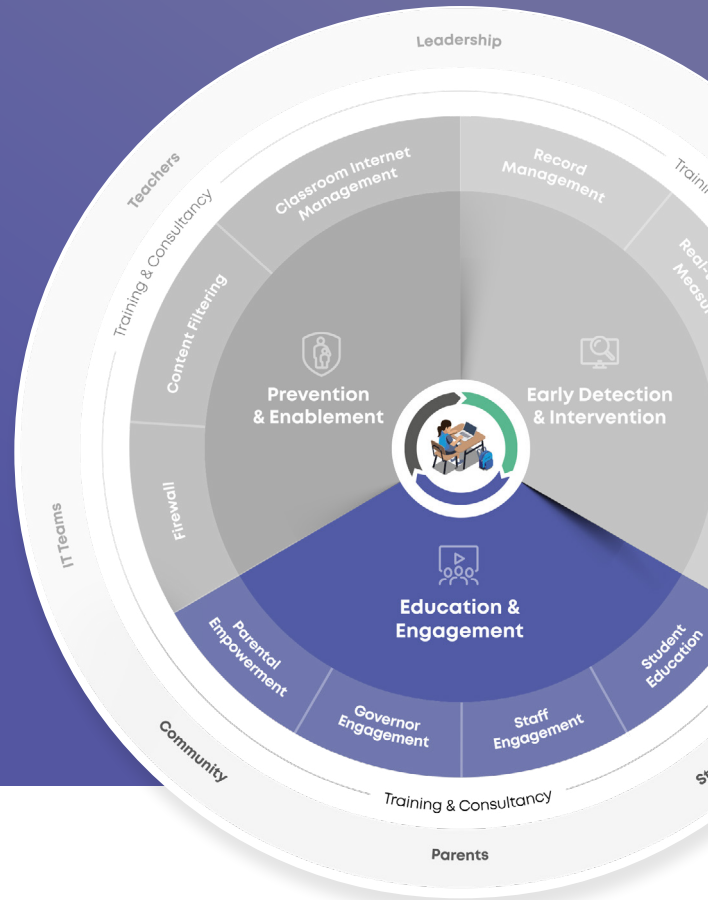 Leadership
Teachers
Training & Consultancy
Classroom Internet
Management
Record
Management
Content Filtering
Prevention
& Enablement
Early Detection
& Intervention
Firewall
IT Teams
Education &
Engagement
Parental
Empowerment
Governor
Engagement
Staff
Engagement
Student
Education
Community
Training & Consultancy
Parents